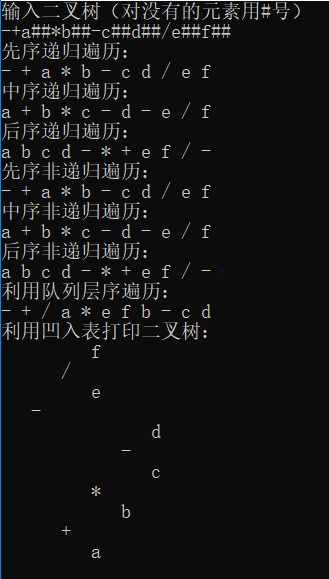 输入二叉树（对没有的元素用#号）
-+a##*b##-c##d##/e##f##
先序递归遍历：
- + a * b - c d / e f
中序递归遍历：
a + b * c - d - e / f
后序递归遍历：
a b c d - * + e f / -
先序非递归遍历：
- + a * b - c d / e f
中序非递归遍历：
a + b * c - d - e / f
后序非递归遍历：
a b c d - * + e f / -
利用队列层序遍历：
- + / a * e f b - c d
利用凹入表打印二叉树：
f
/
e
-
d
-
c
*
b
+
a